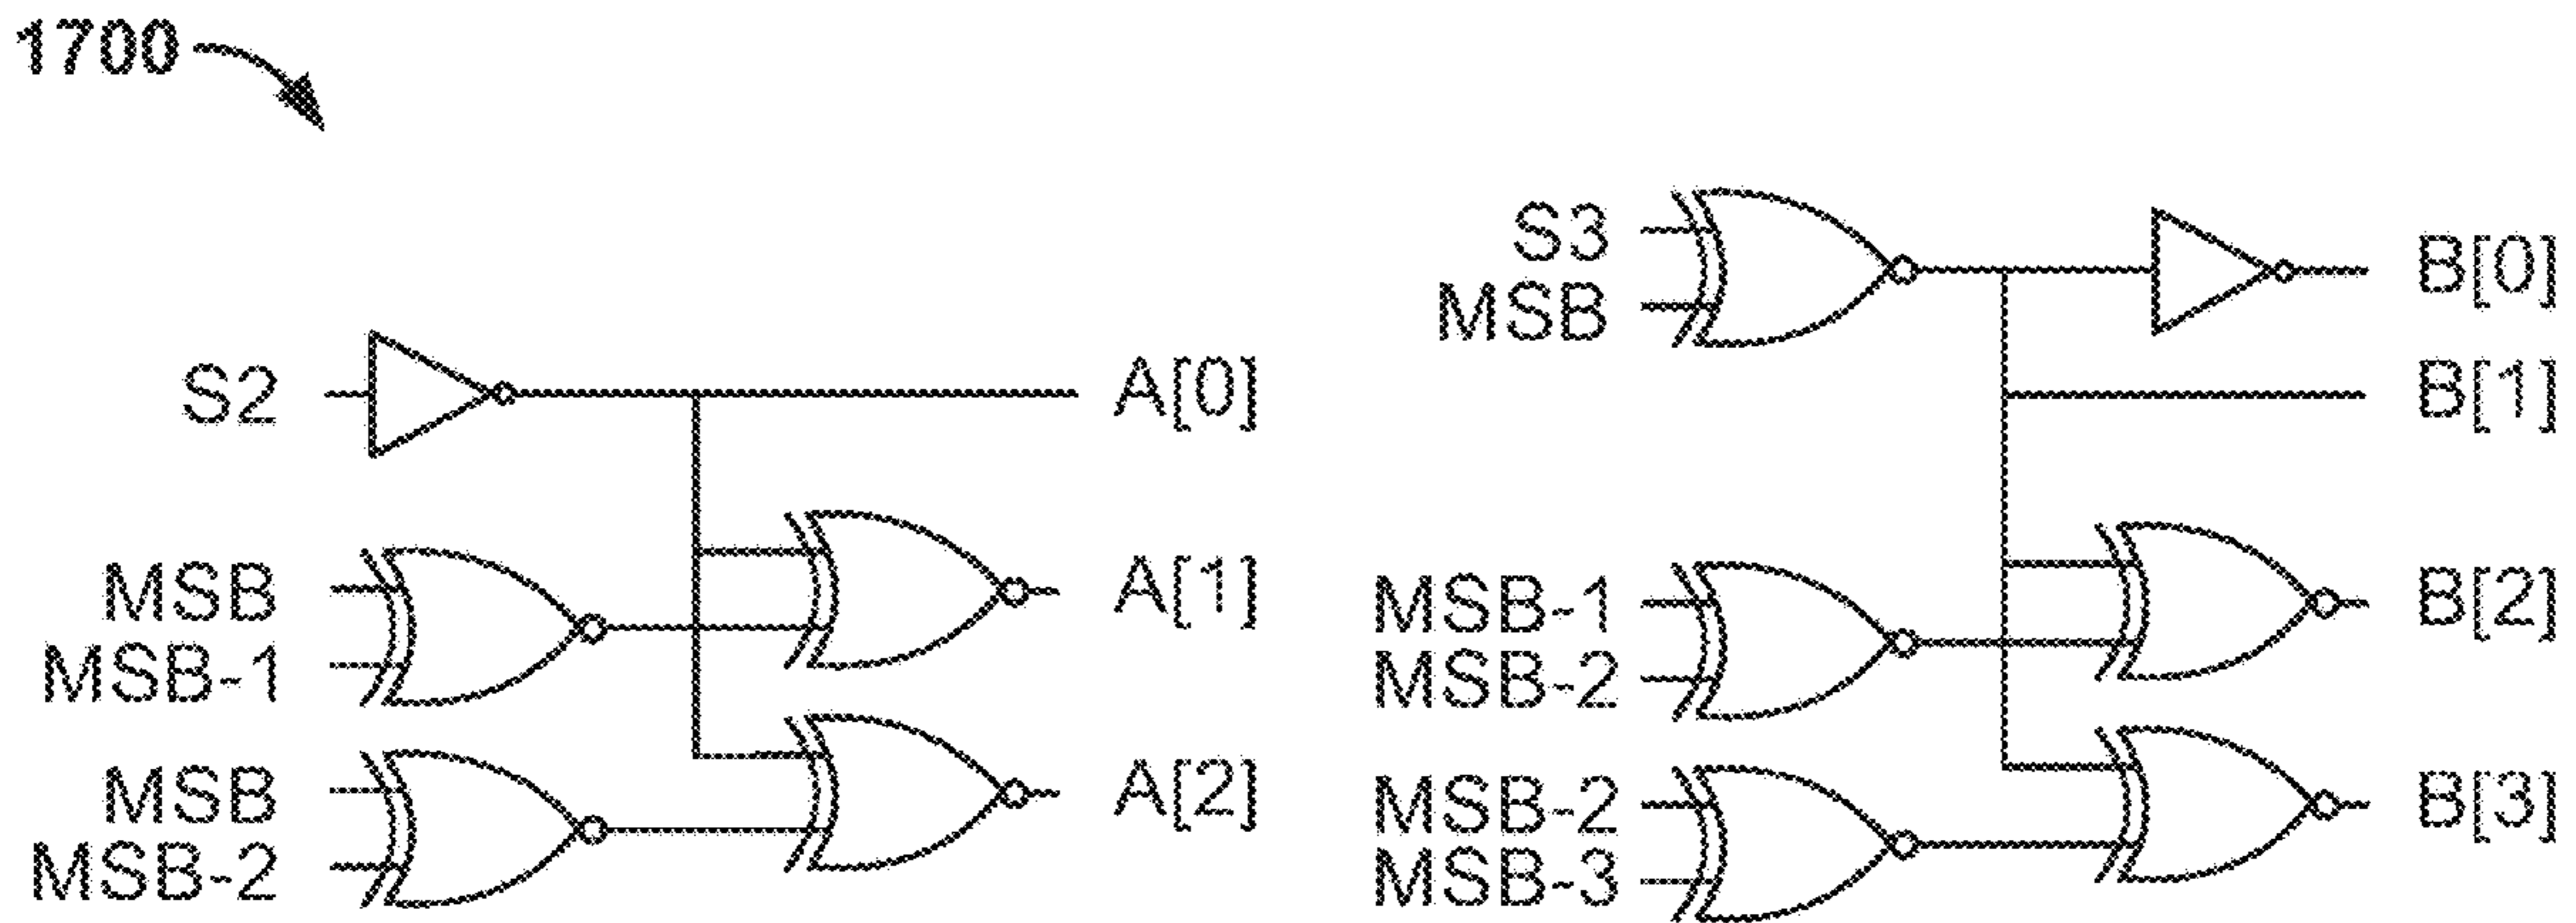 1700
S2
A[0]
MSB
MSB-1
A[1]
MSB
MSB-2
A[2]
S3
MSB
B[0]
B[1]
MSB-1
MSB-2
B[2]
MSB-2
MSB-3
B[3]